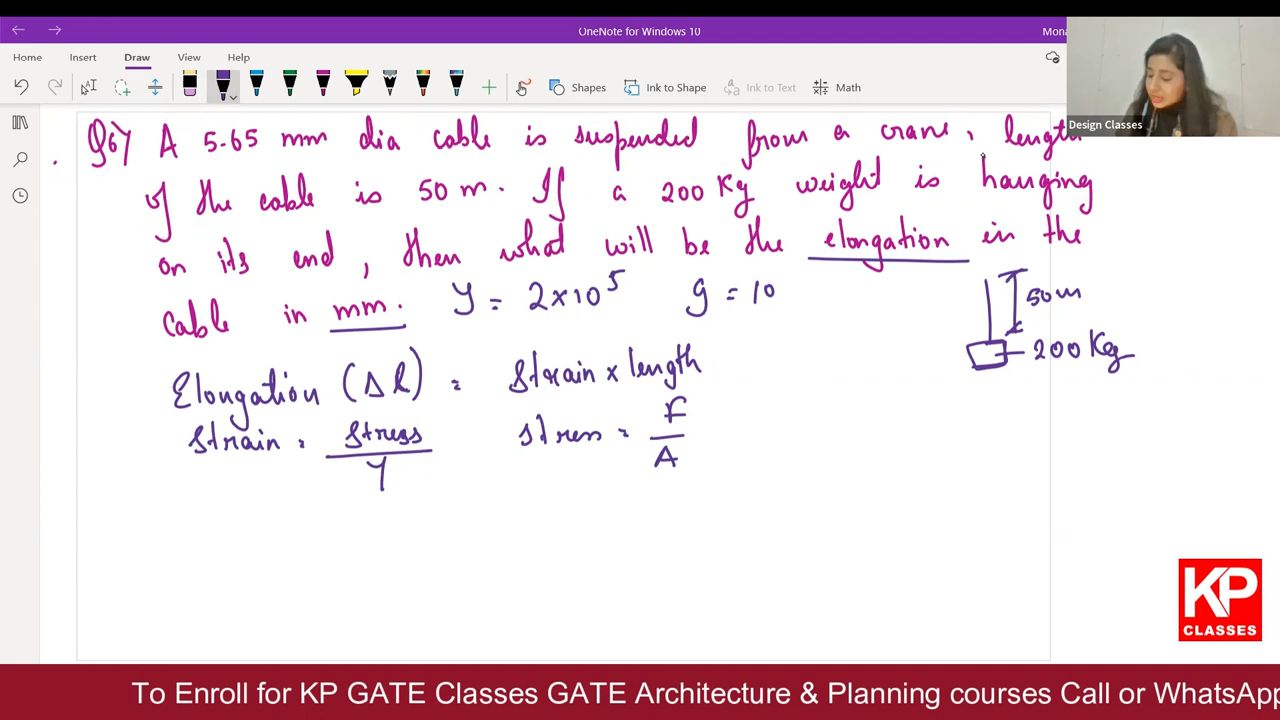 OneNote for Windows 10
Mona
Home Insert Draw View Help
Shapes Ink to Shape Ink to Text Math
Design Classes
Q6) A 5.65 mm dia cable is suspended from a crane, length
of the cable is 50 m. If a 200 Kg weight is hanging
on its end, then what will be the elongation in the
cable in mm. Y = 2×10⁵ g = 10
50m
200 Kg
Elongation (Δl) = Strain × length
Strain = Stress / Y stress = F / A
KP
CLASSES
To Enroll for KP GATE Classes GATE Architecture & Planning courses Call or WhatsApp